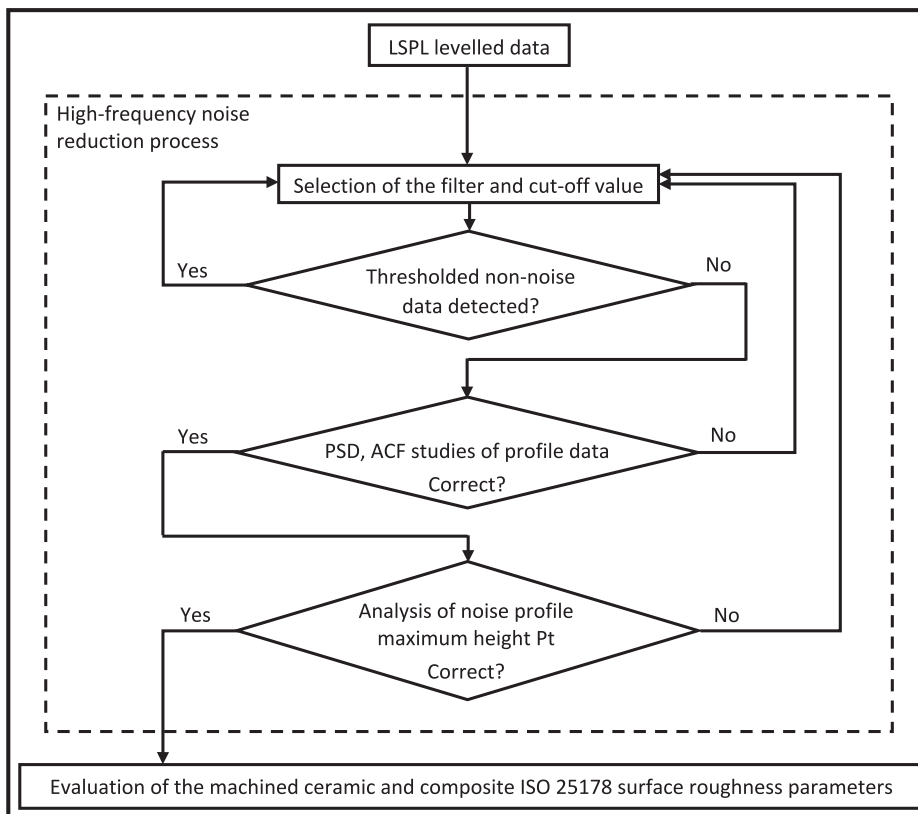 LSPL levelled data
High-frequency noise
reduction process
Selection of the filter and cut-off value
Yes
No
Thresholded non-noise
data detected?
Yes
No
PSD, ACF studies of profile data
Correct?
Yes
No
Analysis of noise profile
maximum height Pt
Correct?
Evaluation of the machined ceramic and composite ISO 25178 surface roughness parameters